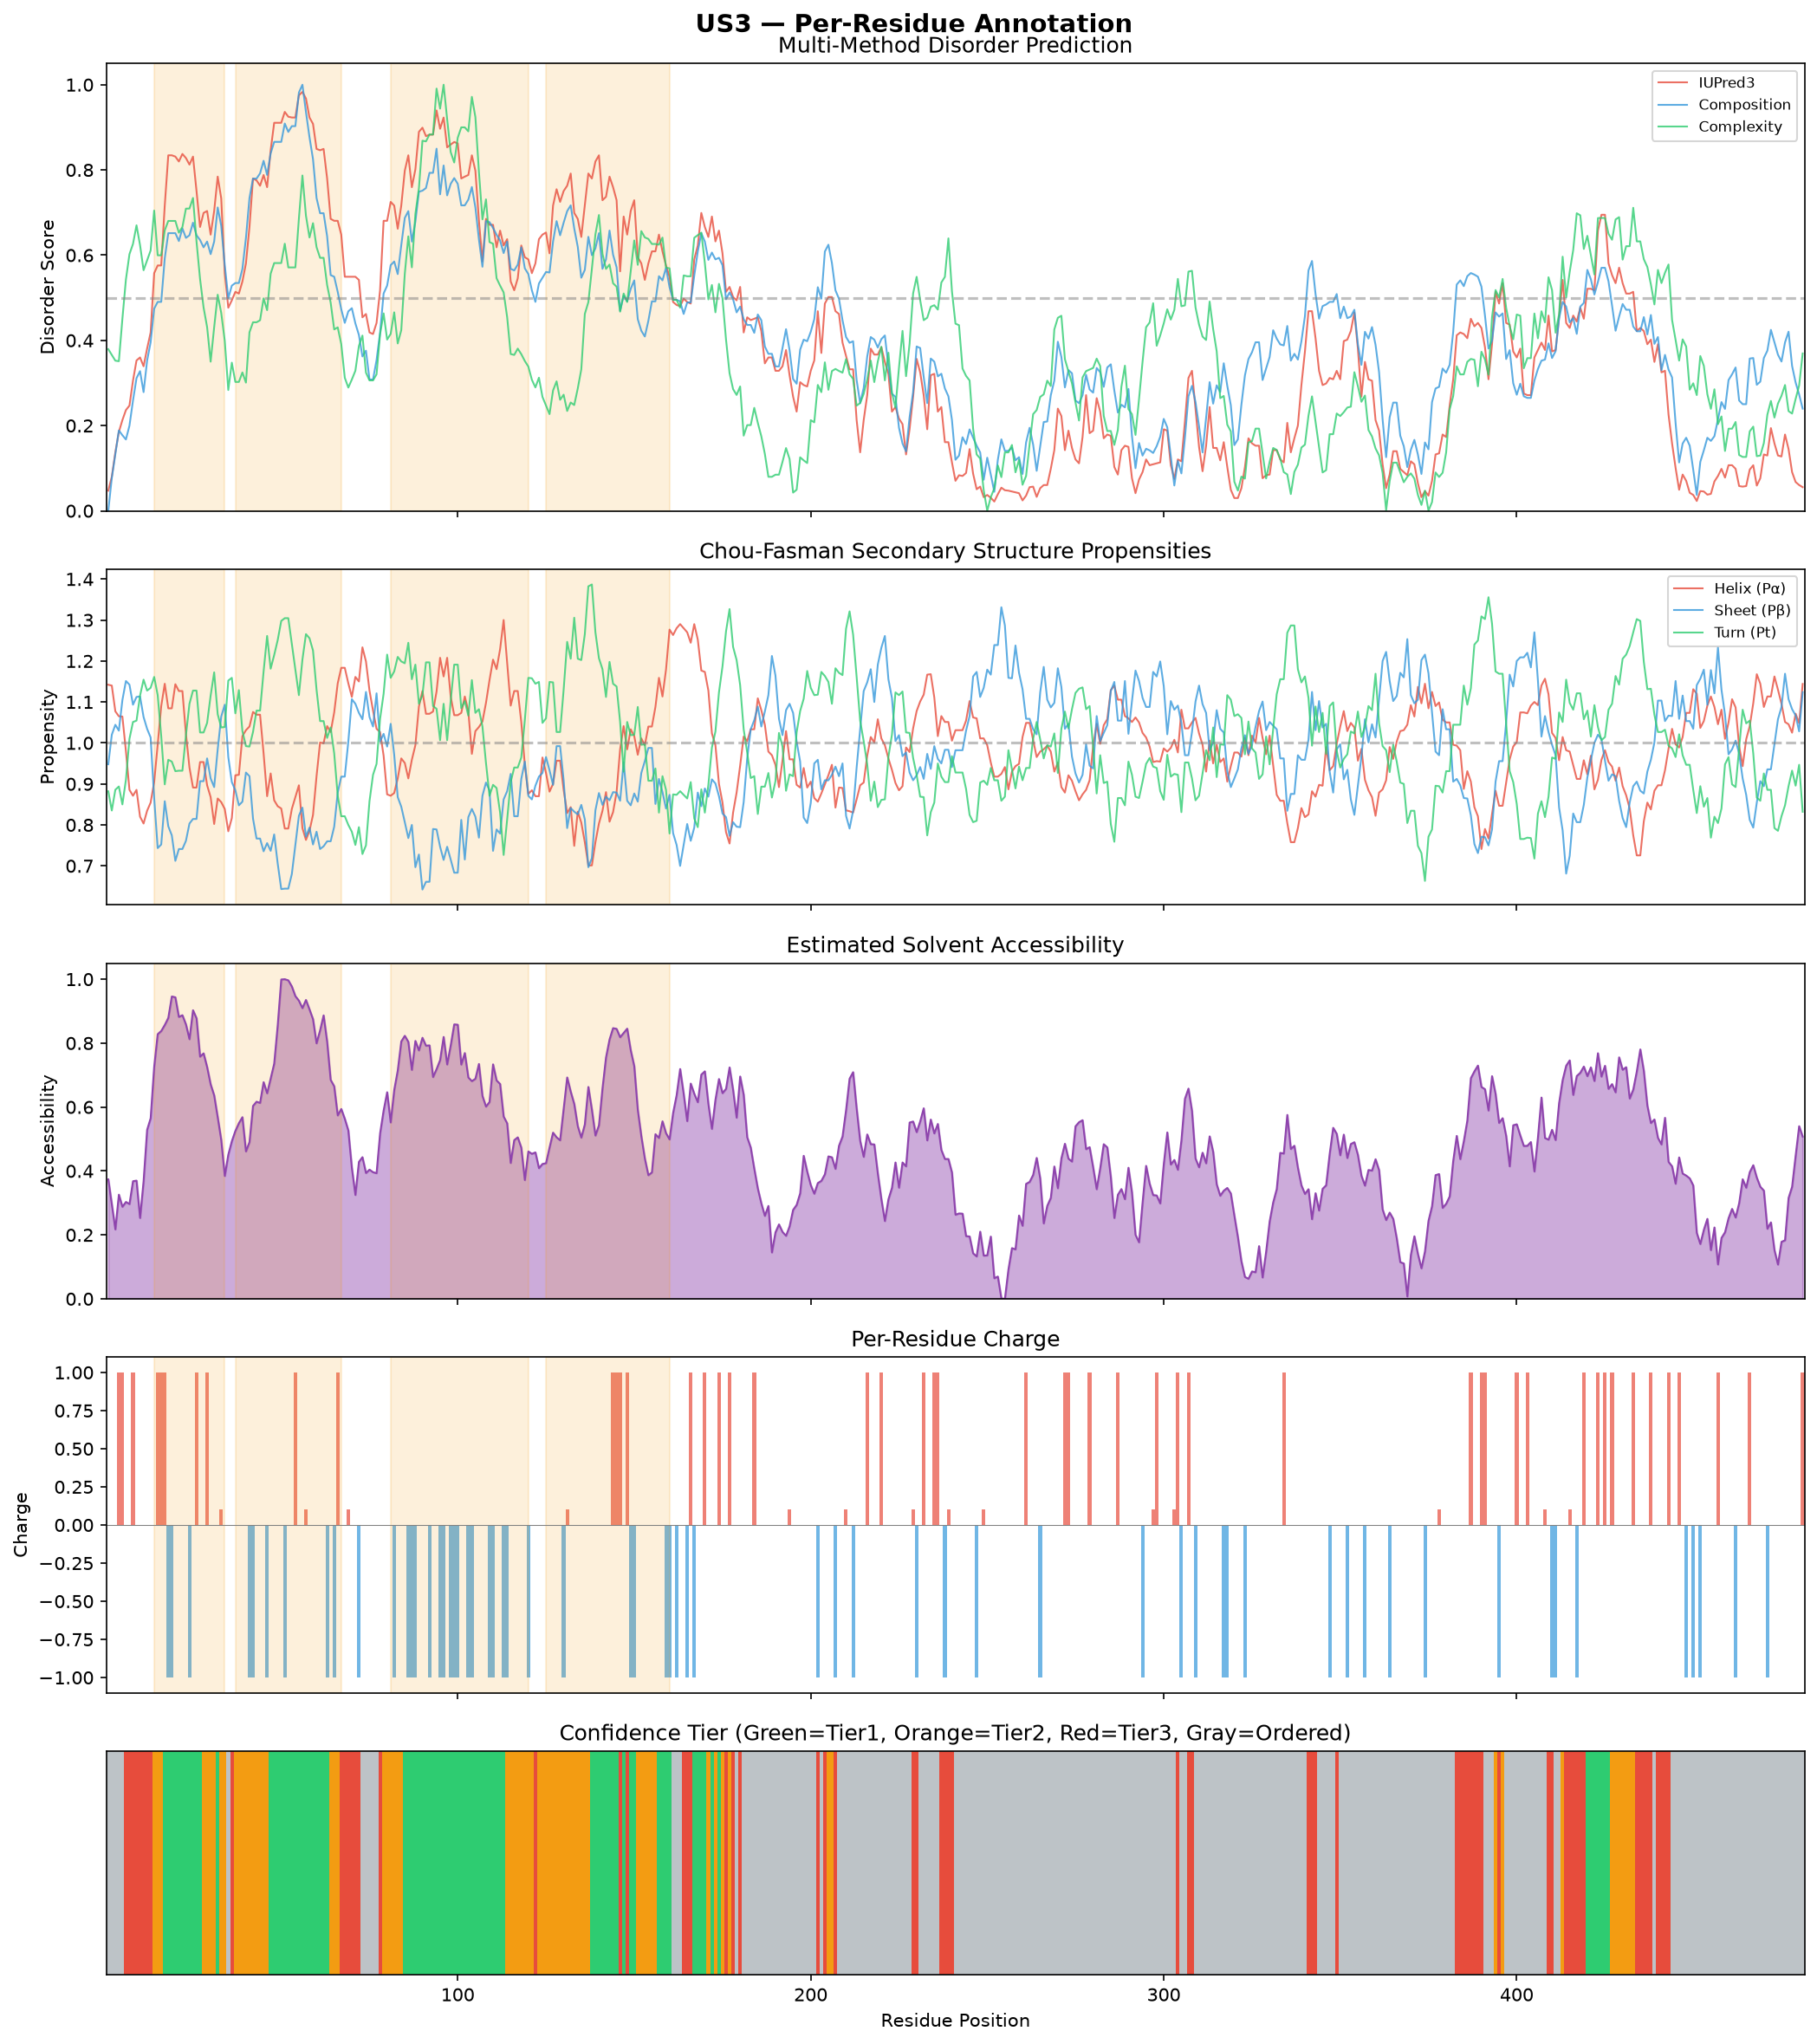 US3 — Per-Residue Annotation
Multi-Method Disorder Prediction
1.0
0.8
0.6
0.4
0.2
0.0
Disorder Score
IUPred3
Composition
Complexity
Chou-Fasman Secondary Structure Propensities
1.4
1.3
1.2
1.1
1.0
0.9
0.8
0.7
Propensity
Helix (Pα)
Sheet (Pβ)
Turn (Pt)
Estimated Solvent Accessibility
1.0
0.8
0.6
0.4
0.2
0.0
Accessibility
Per-Residue Charge
1.00
0.75
0.50
0.25
0.00
−0.25
−0.50
−0.75
−1.00
Charge
Confidence Tier (Green=Tier1, Orange=Tier2, Red=Tier3, Gray=Ordered)
100 200 300 400
Residue Position